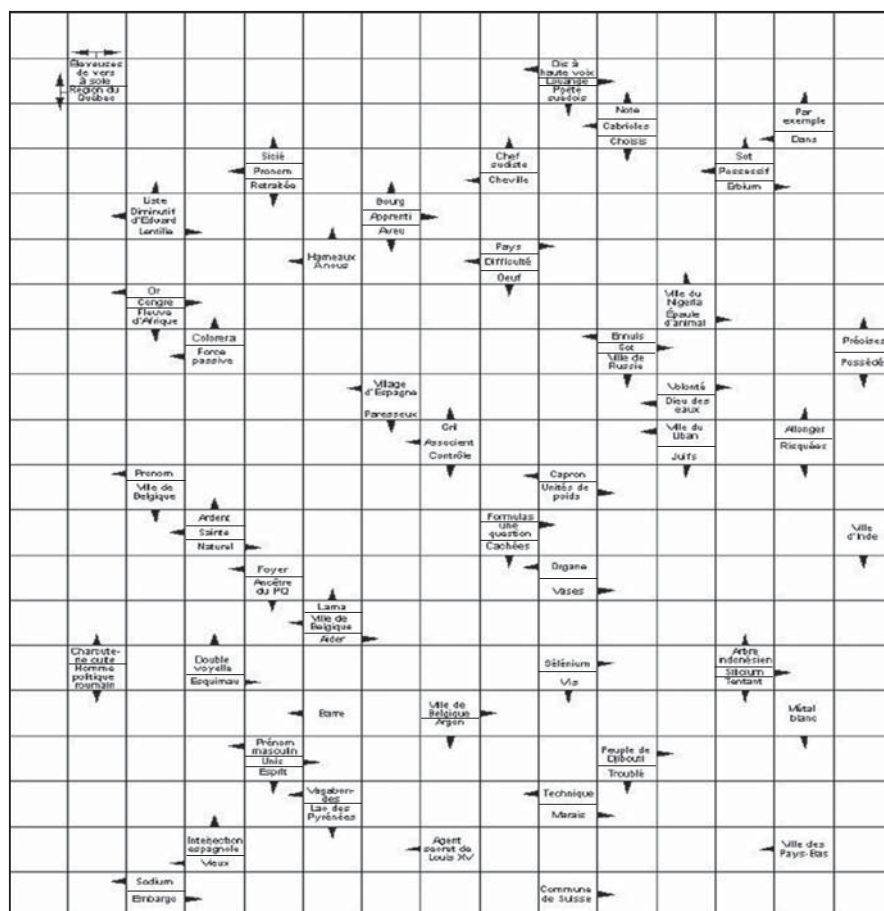 Éleveuses
de vers
à soie
Région du
Québec
Dis à
haute voix
Louange
Poète
suédois
Note
Cabrioles
Choisis
Par
exemple
Dans
Scié
Pronom
Retraitée
Chef
sudiste
Cheville
Sot
Possessif
Erbium
Liste
Diminutif
d'Edward
Lentille
Bourg
Apprenti
Aveu
Hameaux
Anous
Pays
Difficulté
Oeuf
Or
Congre
Fleuve
d'Afrique
Ville du
Nigeria
Épaule
d'animal
Colorera
Force
passive
Ennuis
Sot
Ville de
Russie
Précises
Possédé
Village
d'Espagne
Paresseux
Volonté
Dieu des
eaux
Gril
Associent
Contrôle
Ville du
Liban
Juifs
Allonger
Risquées
Pronom
Ville de
Belgique
Capron
Unités de
poids
Ardent
Sainte
Naturel
Formulas
une
question
Cachées
Ville
d'Inde
Foyer
Ancêtre
du PQ
Organe
Vases
Lama
Ville de
Belgique
Aider
Charcute-
rie cuite
Homme
politique
roumain
Double
voyelle
Esquimau
Sélénium
Vis
Arbre
indonésien
Silicium
Tentant
Barre
Ville de
Belgique
Argon
Métal
blanc
Prénom
masculin
Unis
Esprit
Peuple de
Djibouti
Troublé
Vagabon-
des
Lac des
Pyrénées
Technique
Marais
Interjection
espagnole
Vieux
Agent
secret de
Louis XV
Ville des
Pays-Bas
Sodium
Embargo
Commune
de Suisse